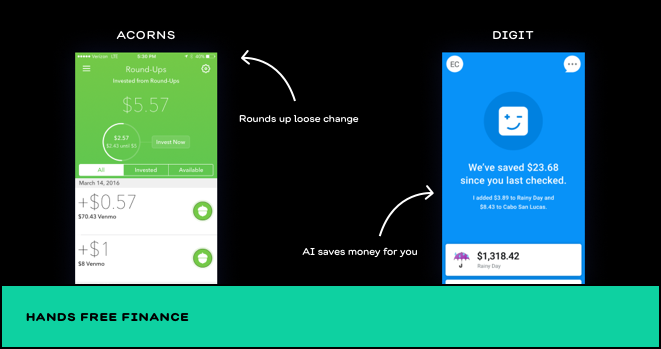 ACORNS
Verizon LTE 5:30 PM 40%
Round-Ups
Invested from Round-Ups
$5.57
$2.57
$2.43 until $5
Invest Now
All Invested Available
March 14, 2016
+$0.57
$70.43 Venmo
+$1
$8 Venmo
Rounds up loose change
AI saves money for you
DIGIT
EC
We've saved $23.68
since you last checked.
I added $3.89 to Rainy Day and
$8.43 to Cabo San Lucas.
$1,318.42
Rainy Day
HANDS FREE FINANCE